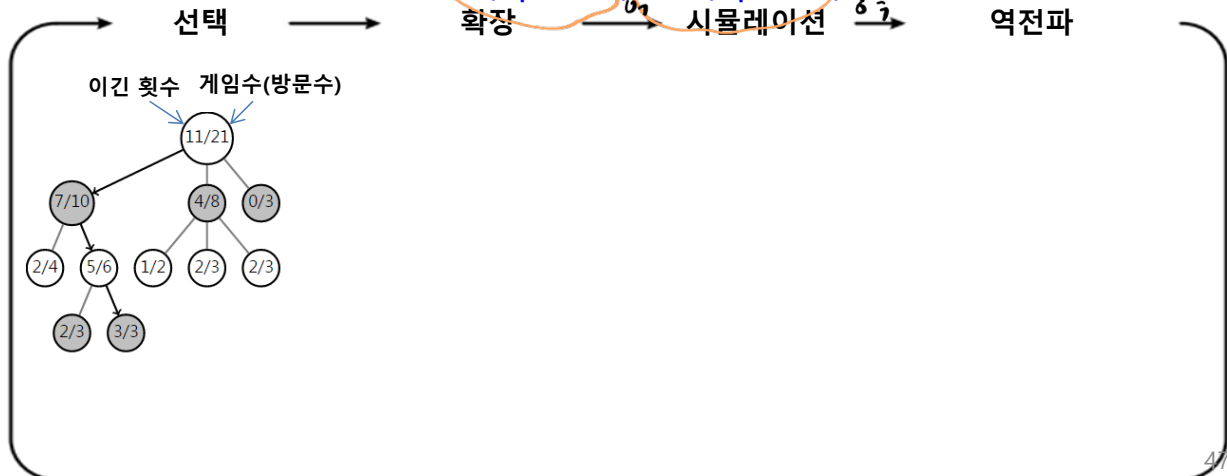 선택 확장 시뮬레이션 역전파
이긴 횟수 게임수(방문수)
11/21
7/10 4/8 0/3
2/4 5/6 1/2 2/3 2/3
2/3 3/3
47